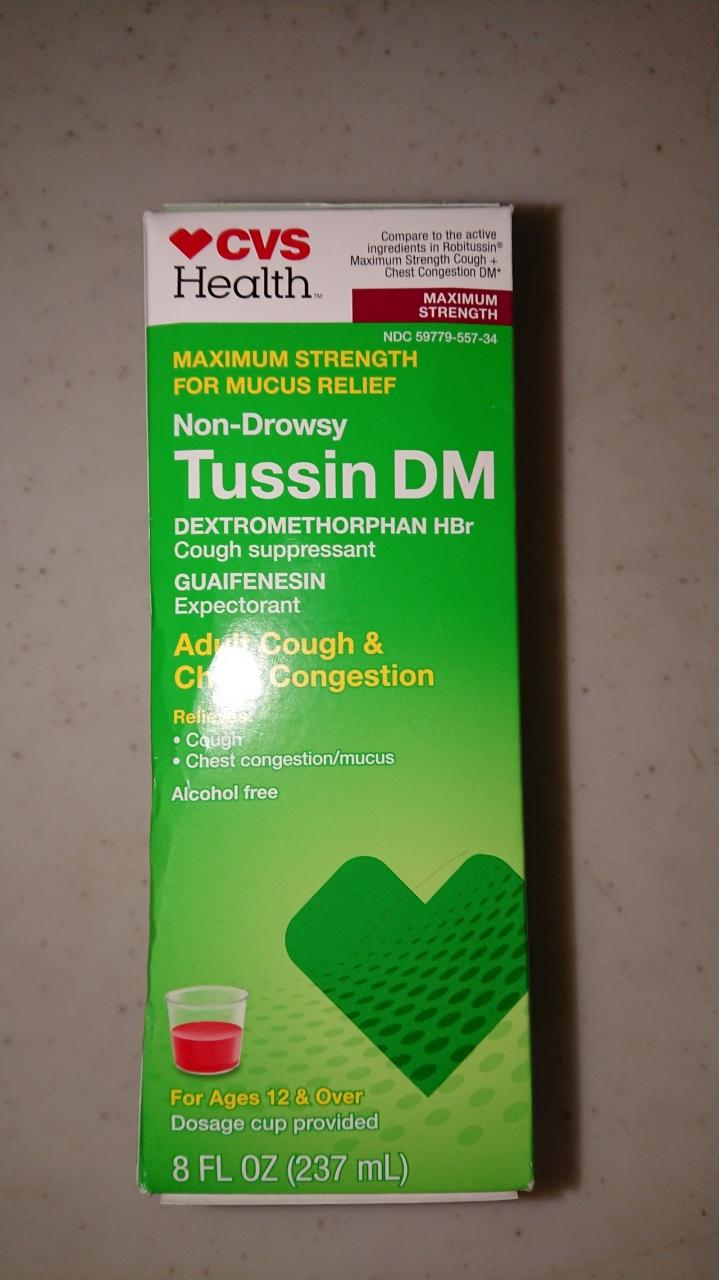 CVS
Health™
Compare to the active
ingredients in Robitussin®
Maximum Strength Cough +
Chest Congestion DM*
MAXIMUM
STRENGTH
NDC 59779-557-34
MAXIMUM STRENGTH
FOR MUCUS RELIEF
Non-Drowsy
Tussin DM
DEXTROMETHORPHAN HBr
Cough suppressant
GUAIFENESIN
Expectorant
Adult Cough &
Chest Congestion
Relieves:
• Cough
• Chest congestion/mucus
Alcohol free
For Ages 12 & Over
Dosage cup provided
8 FL OZ (237 mL)